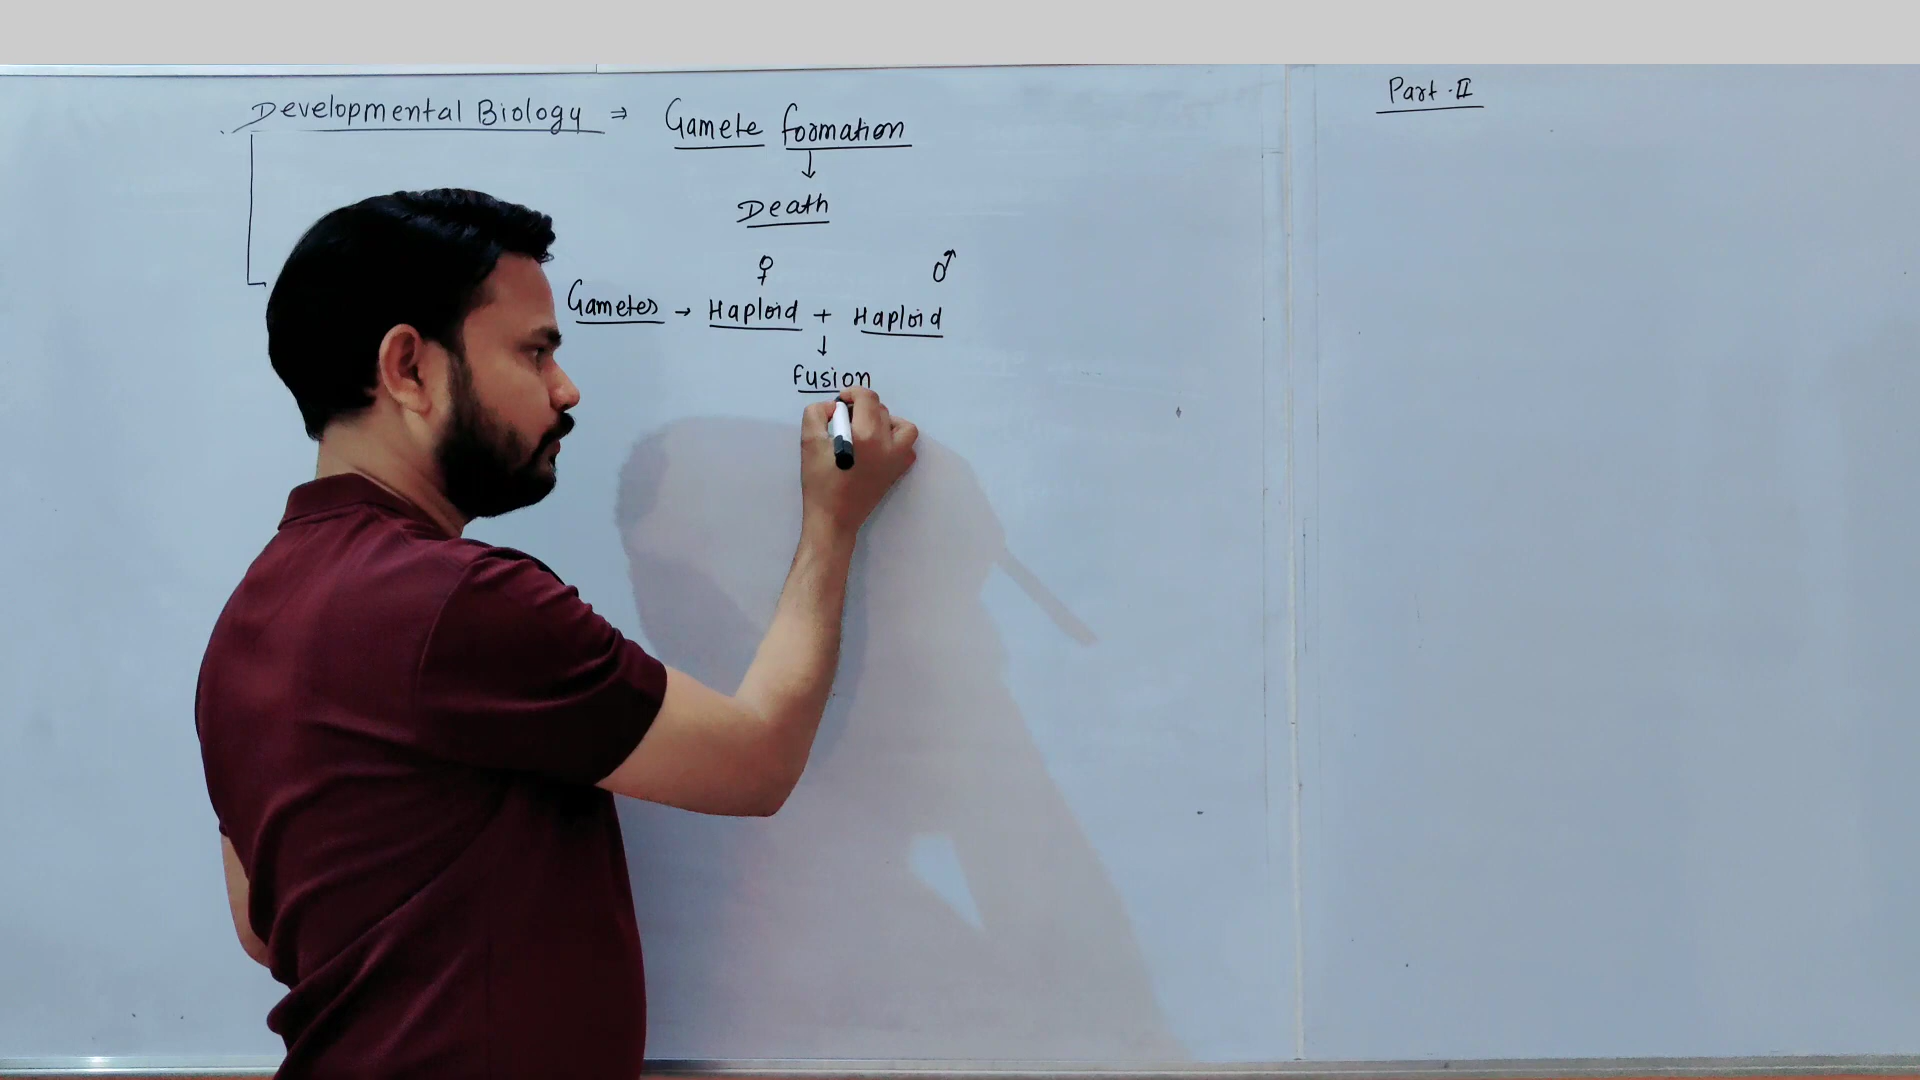 Developmental Biology ⇒ Gamete formation
↓
Death
♀ ♂
Gametes → Haploid + Haploid
↓
Fusion
Part-II